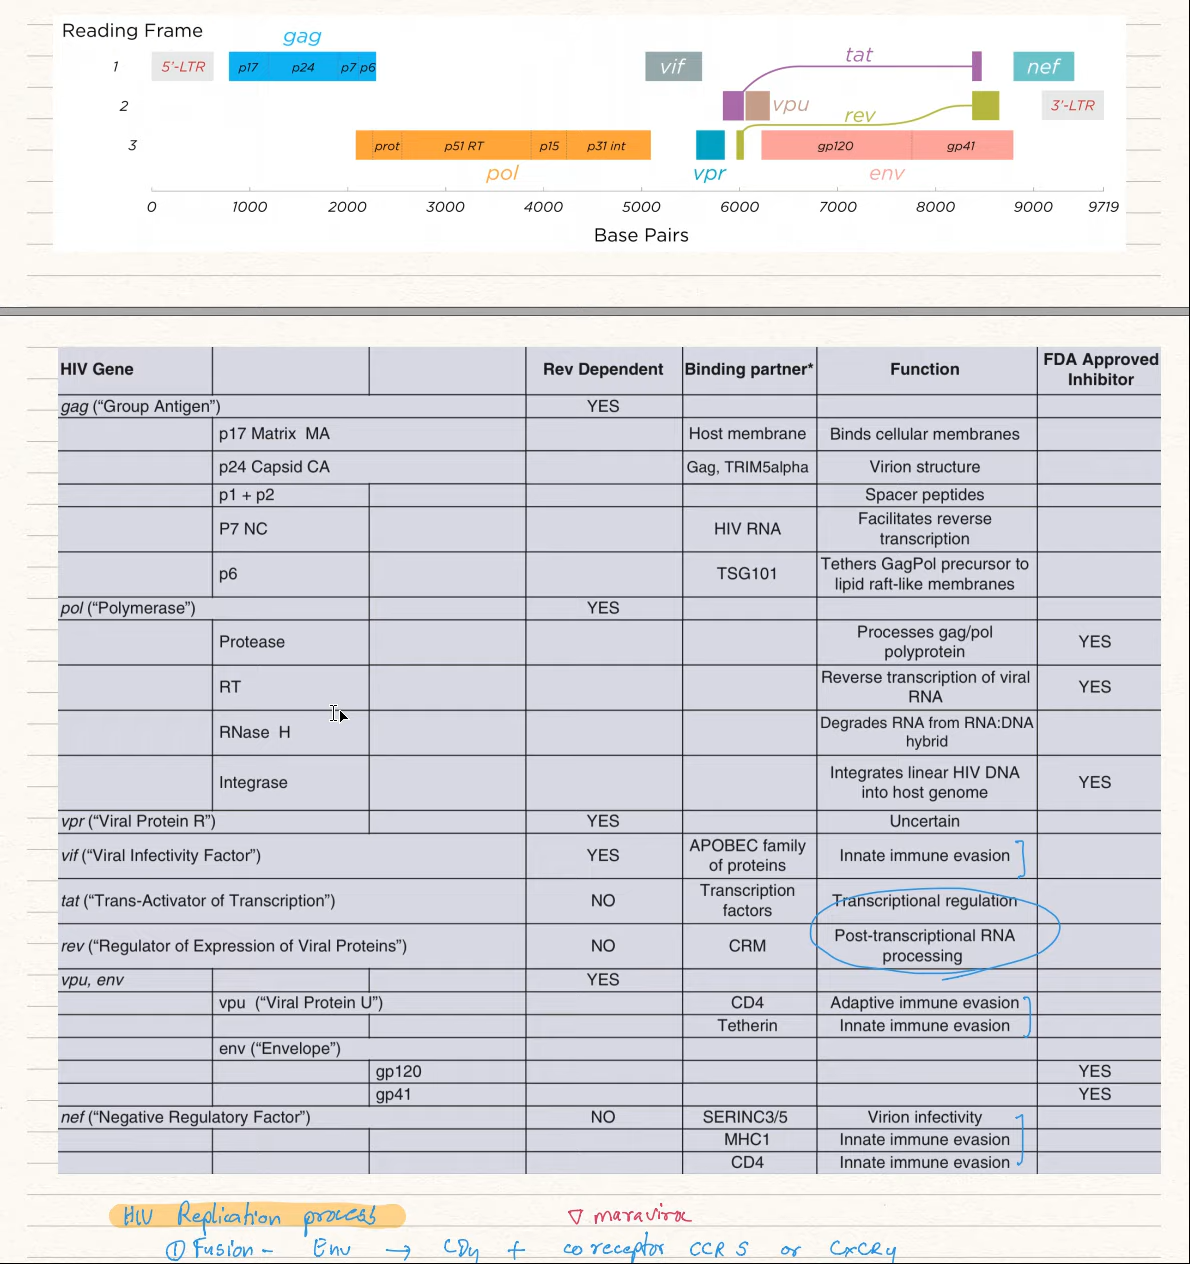 Reading Frame
gag
tat
1 5'-LTR p17 p24 p7 p6 vif nef
2 vpu rev 3'-LTR
3 prot p51 RT p15 p31 int gp120 gp41
pol vpr env
0 1000 2000 3000 4000 5000 6000 7000 8000 9000 9719
Base Pairs
HIV Gene Rev Dependent Binding partner* Function FDA Approved Inhibitor
gag (“Group Antigen”) YES
p17 Matrix MA Host membrane Binds cellular membranes
p24 Capsid CA Gag, TRIM5alpha Virion structure
p1 + p2 Spacer peptides
P7 NC HIV RNA Facilitates reverse transcription
p6 TSG101 Tethers GagPol precursor to lipid raft-like membranes
pol (“Polymerase”) YES
Protease Processes gag/pol polyprotein YES
RT Reverse transcription of viral RNA YES
RNase H Degrades RNA from RNA:DNA hybrid
Integrase Integrates linear HIV DNA into host genome YES
vpr (“Viral Protein R”) YES Uncertain
vif (“Viral Infectivity Factor”) YES APOBEC family of proteins Innate immune evasion
tat (“Trans-Activator of Transcription”) NO Transcription factors Transcriptional regulation
rev (“Regulator of Expression of Viral Proteins”) NO CRM Post-transcriptional RNA processing
vpu, env YES
vpu (“Viral Protein U”) CD4 Adaptive immune evasion
Tetherin Innate immune evasion
env (“Envelope”)
gp120 YES
gp41 YES
nef (“Negative Regulatory Factor”) NO SERINC3/5 Virion infectivity
MHC1 Innate immune evasion
CD4 Innate immune evasion
HIV Replication process ▽ maraviroc
① Fusion - Env → CD4 + coreceptor CCR5 or CXCR4